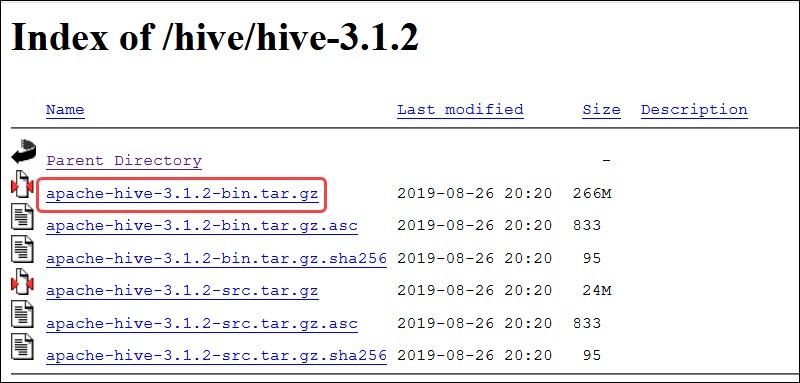 Index of /hive/hive-3.1.2
Name Last modified Size Description
Parent Directory -
apache-hive-3.1.2-bin.tar.gz 2019-08-26 20:20 266M
apache-hive-3.1.2-bin.tar.gz.asc 2019-08-26 20:20 833
apache-hive-3.1.2-bin.tar.gz.sha256 2019-08-26 20:20 95
apache-hive-3.1.2-src.tar.gz 2019-08-26 20:20 24M
apache-hive-3.1.2-src.tar.gz.asc 2019-08-26 20:20 833
apache-hive-3.1.2-src.tar.gz.sha256 2019-08-26 20:20 95